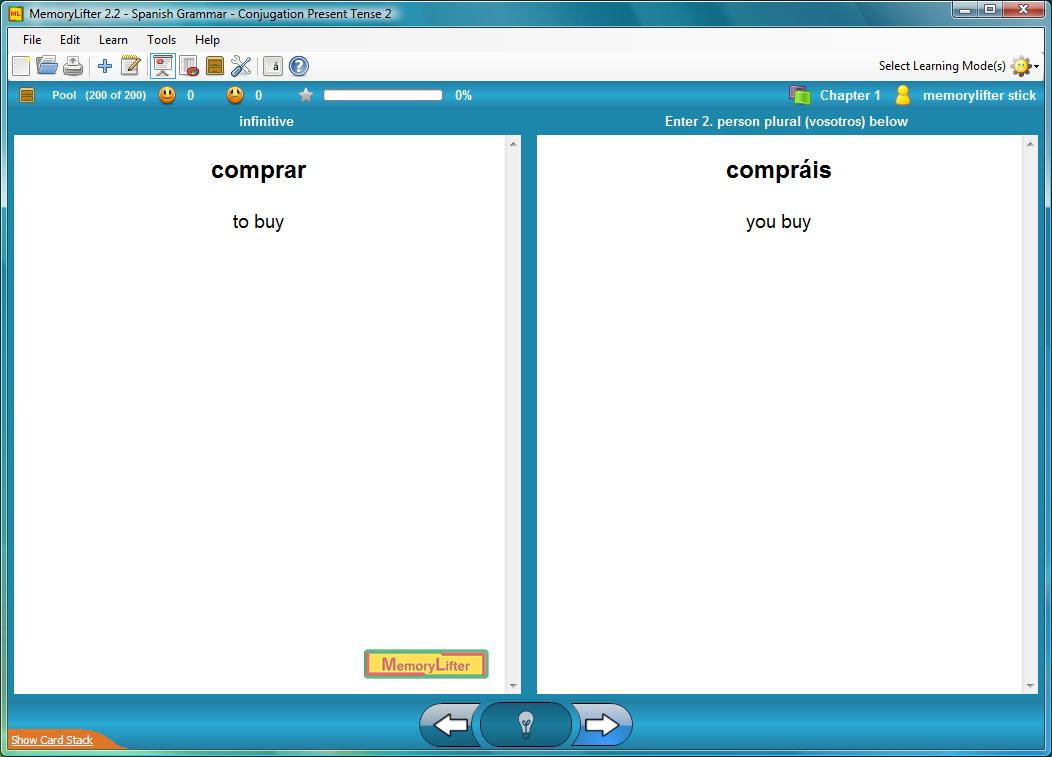 ML MemoryLifter 2.2 - Spanish Grammar - Conjugation Present Tense 2
File Edit Learn Tools Help
á ? Select Learning Mode(s)
Pool (200 of 200) 0 0 0% Chapter 1 memorylifter stick
infinitive
Enter 2. person plural (vosotros) below
comprar
to buy
compráis
you buy
MemoryLifter
Show Card Stack